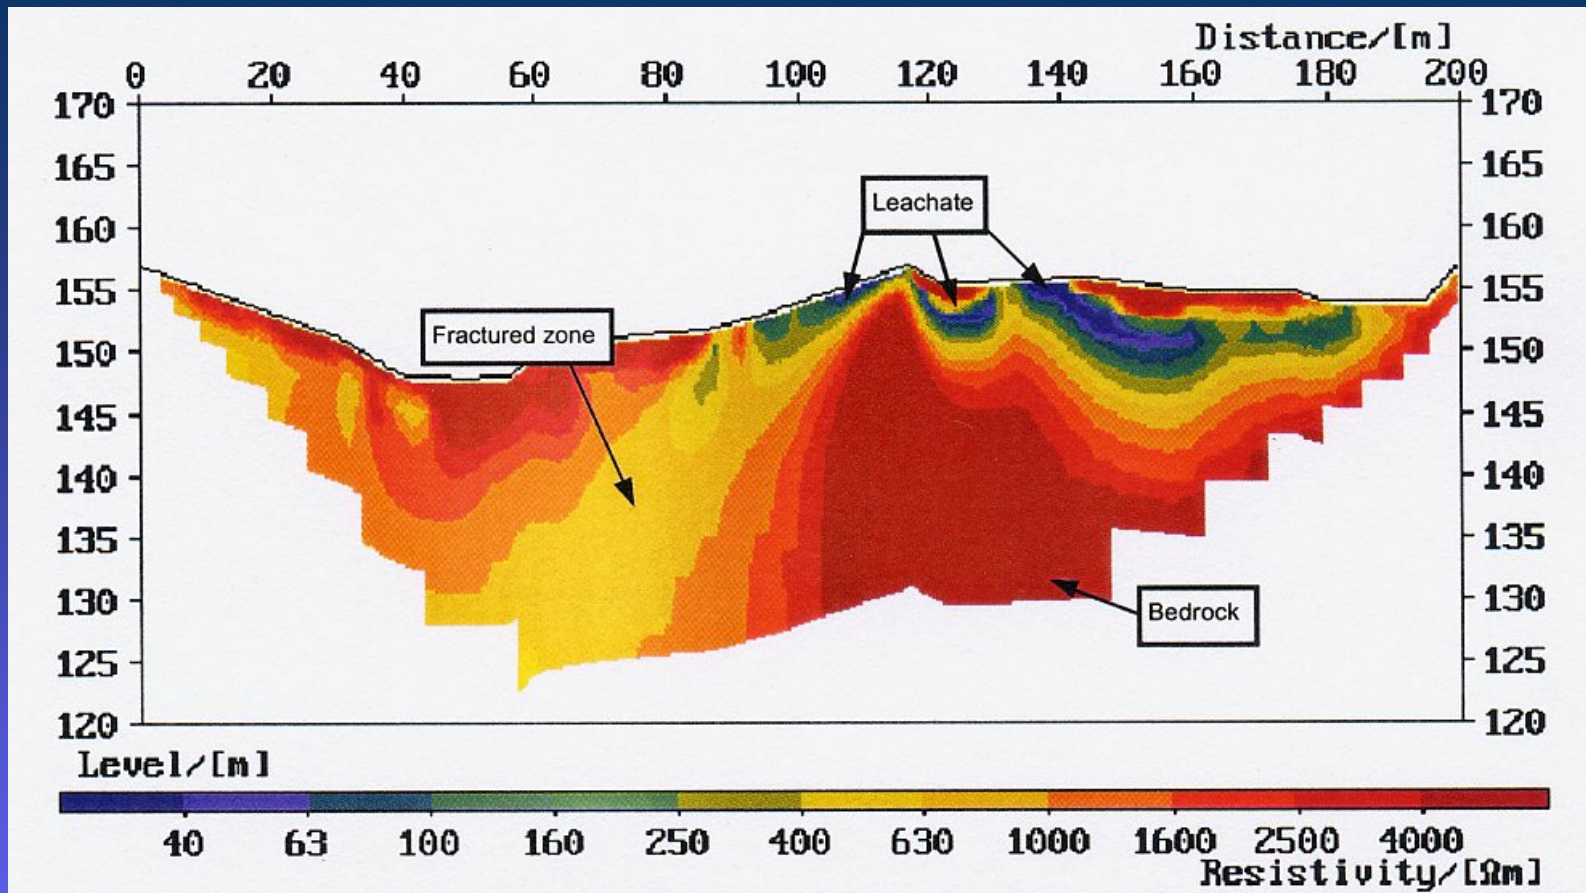 Distance/[m]
0 20 40 60 80 100 120 140 160 180 200
170 170
165 165
Leachate
160 160
155 155
Fractured zone
150 150
145 145
140 140
135 135
130 130
Bedrock
125 125
120 120
Level/[m]
40 63 100 160 250 400 630 1000 1600 2500 4000
Resistivity/[Ωm]